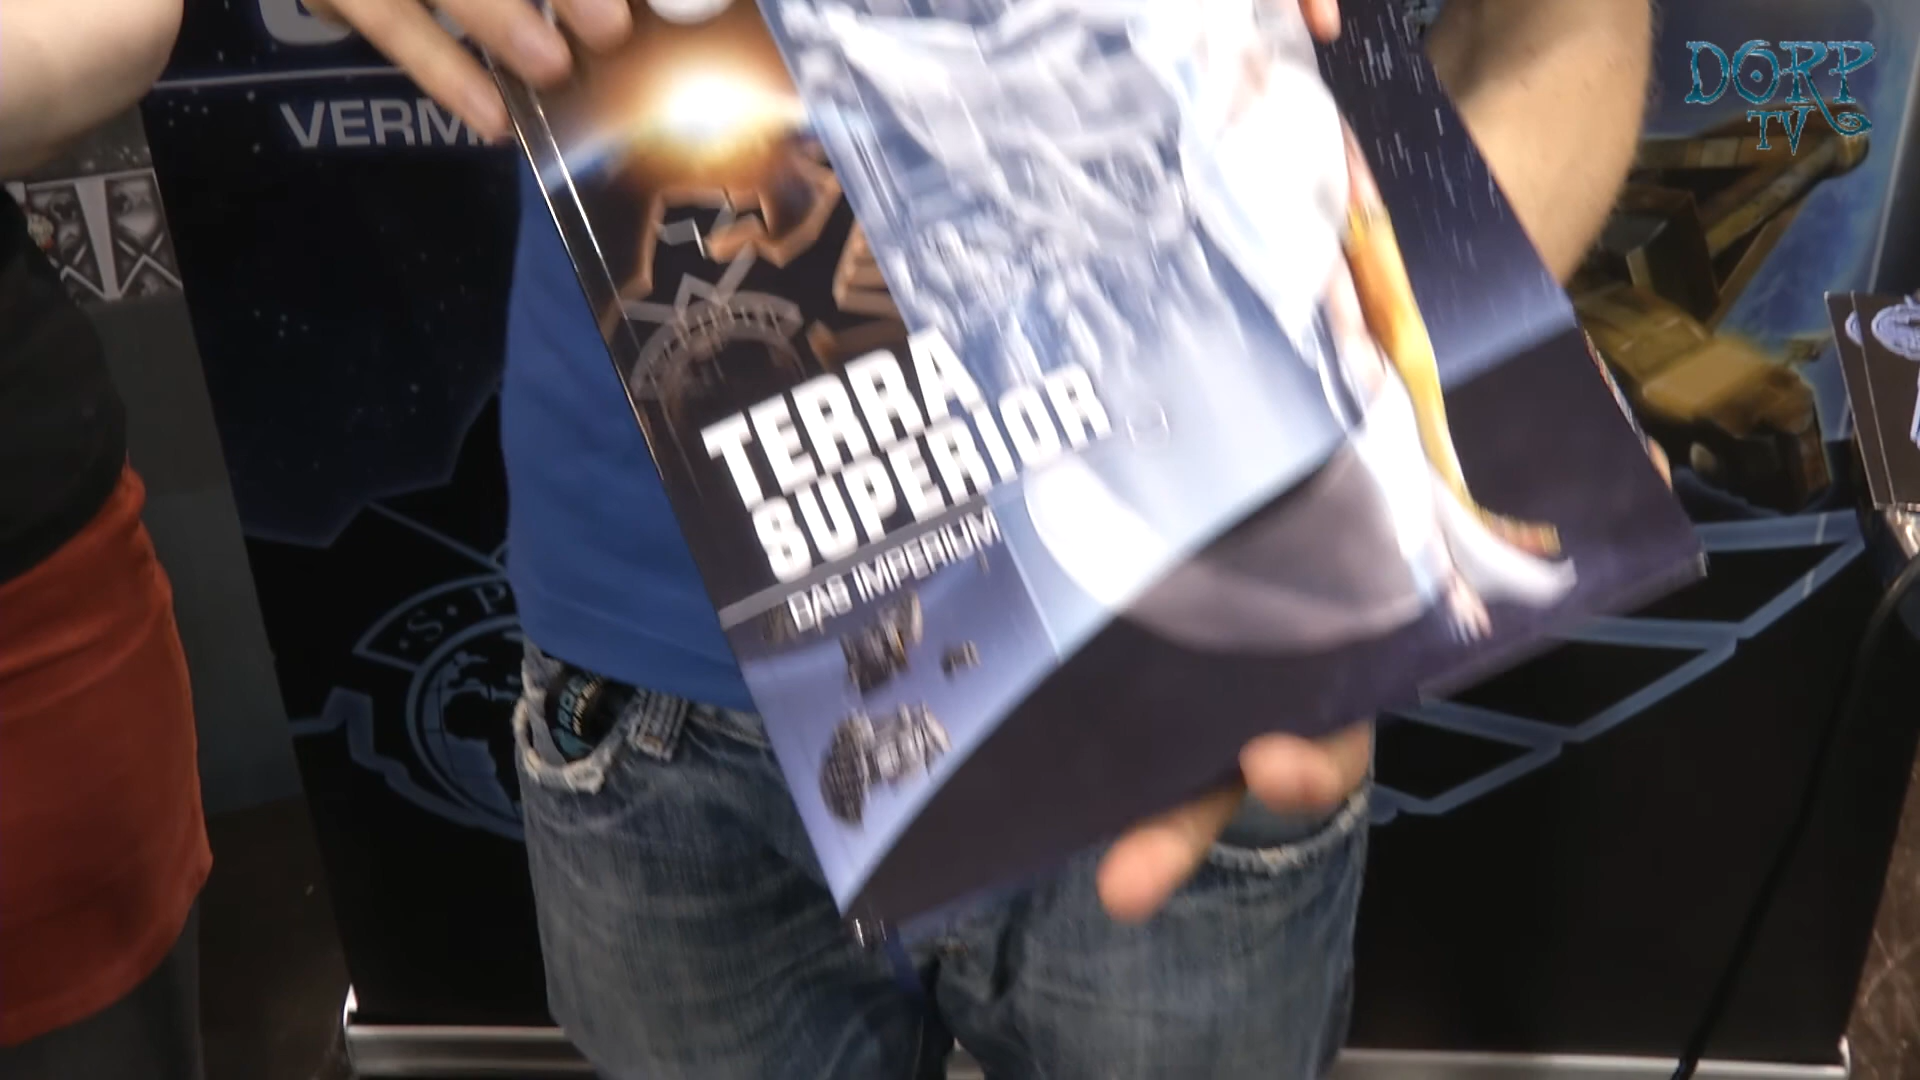 DORP
TV
VERM
TERRA
SUPERIOR
DAS IMPERIUM
S. P